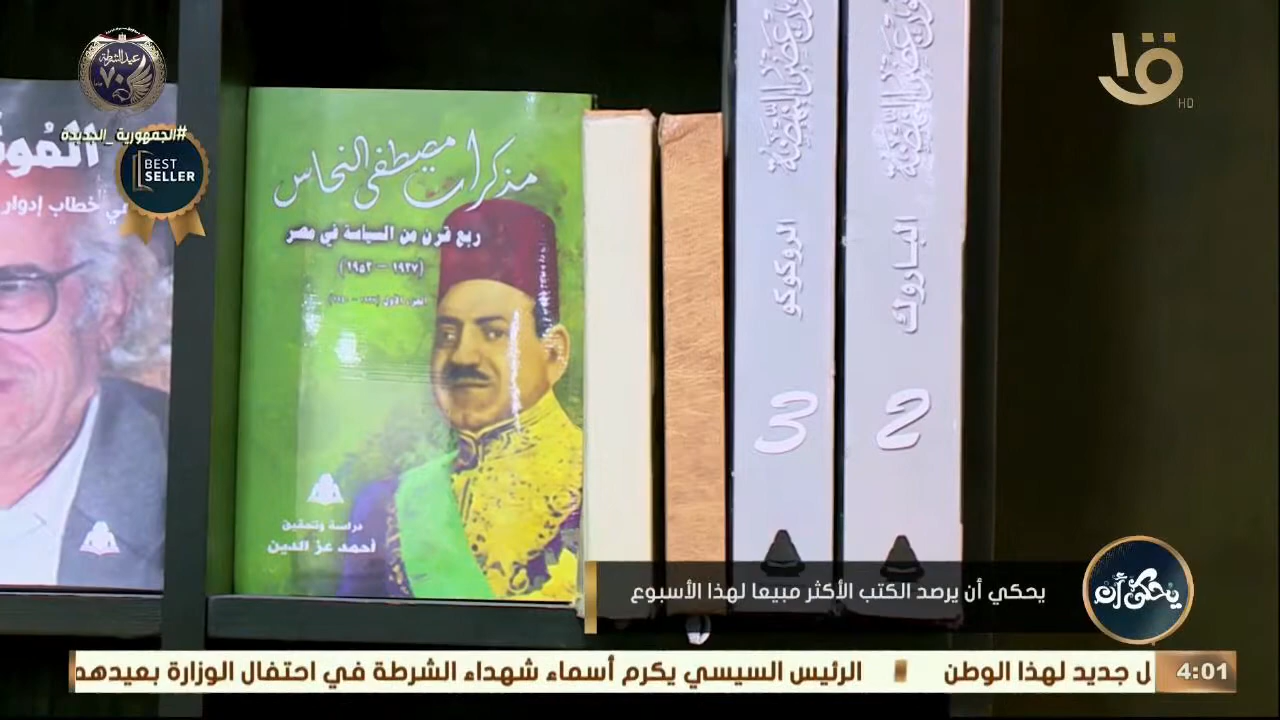 عيد الشرطة
٧٠
#الجمهورية_الجديدة
BEST
SELLER
في خطاب إدوار
مذكرات مصطفى النحاس
ربع قرن من السياسة في مصر
(١٩٢٧ - ١٩٥٢)
دراسة وتحقيق
أحمد عز الدين
الروكوكو
3
الباروك
2
HD
يحكي أن يرصد الكتب الأكثر مبيعا لهذا الأسبوع
يحكى أن
ل جديد لهذا الوطن
الرئيس السيسي يكرم أسماء شهداء الشرطة في احتفال الوزارة بعيدهم
4:01